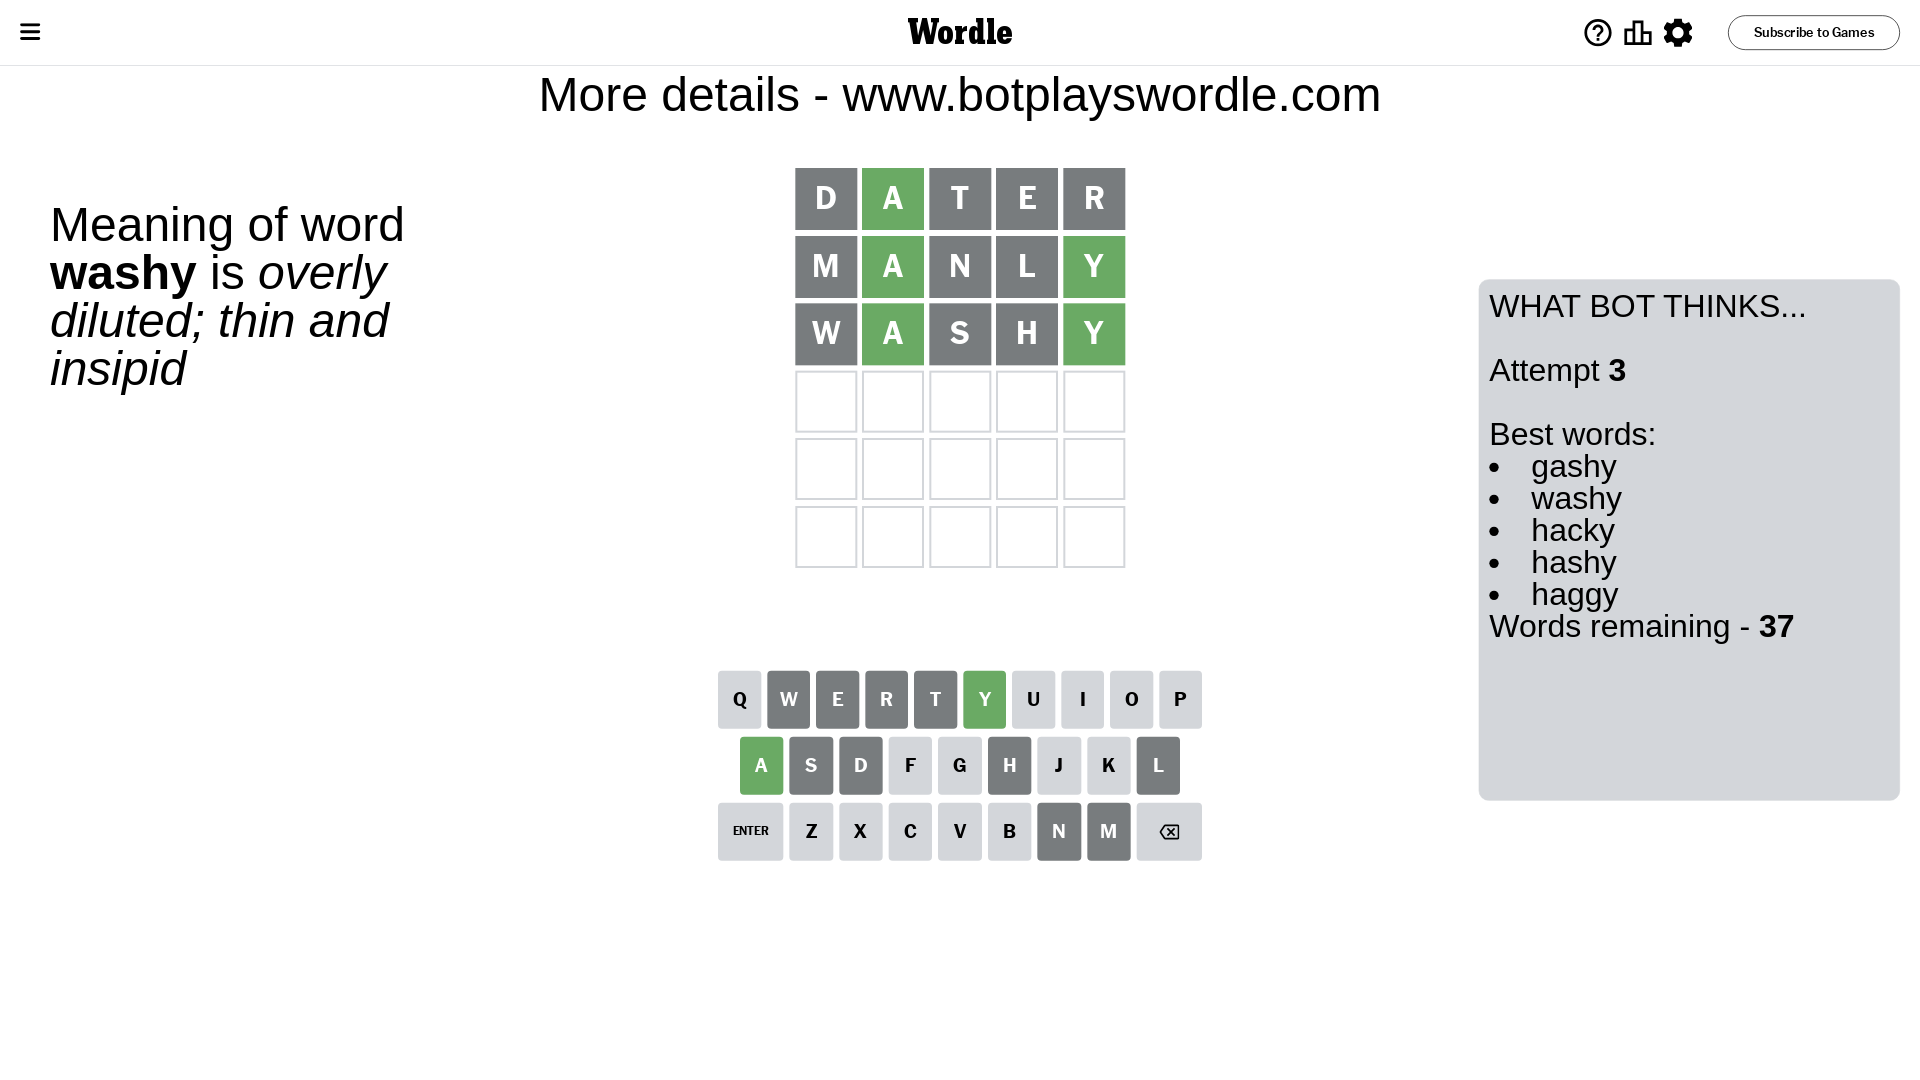 Wordle
Subscribe to Games
More details - www.botplayswordle.com
Meaning of word
washy is overly
diluted; thin and
insipid
D A T E R
M A N L Y
W A S H Y
WHAT BOT THINKS...
Attempt 3
Best words:
• gashy
• washy
• hacky
• hashy
• haggy
Words remaining - 37
Q W E R T Y U I O P
A S D F G H J K L
ENTER Z X C V B N M